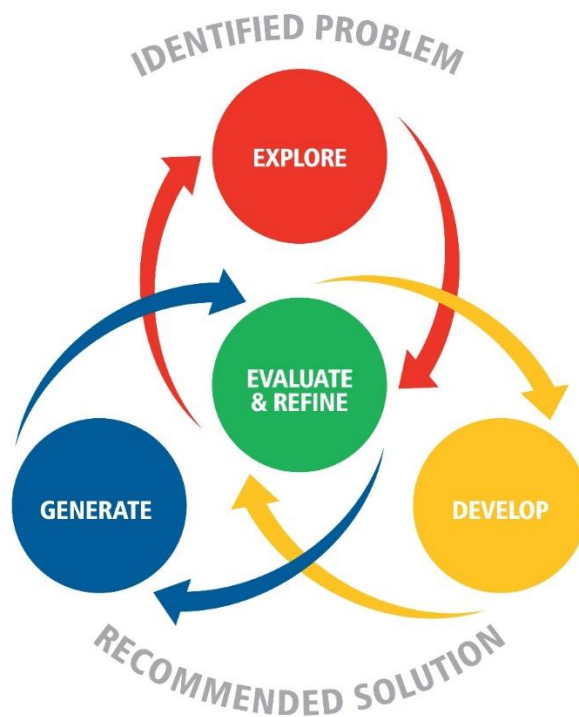 IDENTIFIED PROBLEM
EXPLORE
EVALUATE
& REFINE
GENERATE
DEVELOP
RECOMMENDED SOLUTION